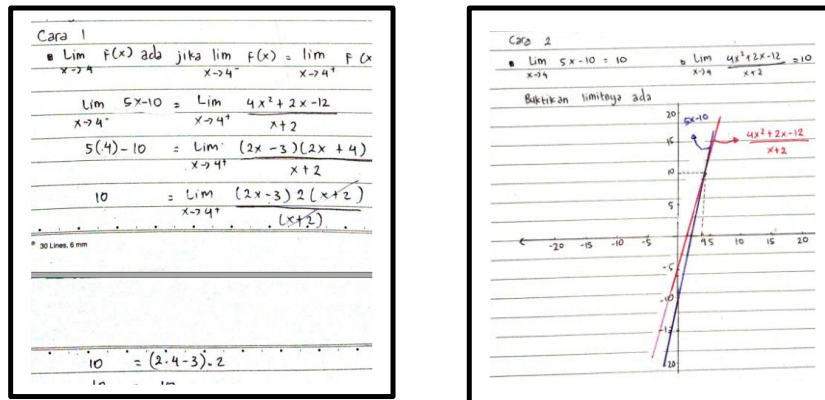 Cara 1
Lim f(x) ada jika lim f(x) = lim f(x
x→4 x→4⁻ x→4⁺
Lim 5x-10 = Lim 4x²+2x-12
x→4⁻ x→4⁺ x+2
5(.4)-10 = Lim (2x-3)(2x+4)
x→4⁺ x+2
10 = Lim (2x-3)2(x+2)
x→4⁺ (x+2)
30 Lines, 6 mm
10 = (2.4-3).2
Cara 2
Lim 5x-10 = 10 Lim 4x²+2x-12 = 10
x→4 x→4 x+2
Buktikan limitnya ada
20
5x-10
15 4x²+2x-12
x+2
10
5
-20 -15 -10 -5 4 5 10 15 20
-5
-10
-15
20